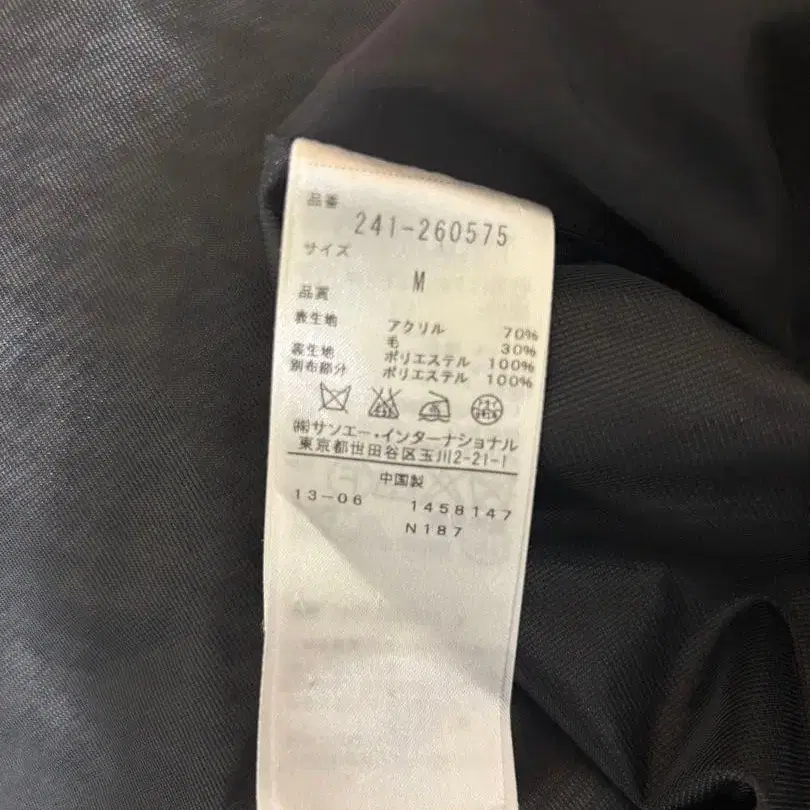 品番
241-260575
サイズ
M
品質
表生地 アクリル 70%
毛 30%
裏生地 ポリエステル 100%
別布部分 ポリエステル 100%
㈱サンエー・インターナショナル
東京都世田谷区玉川2-21-1
中国製
13-06 1458147
N187